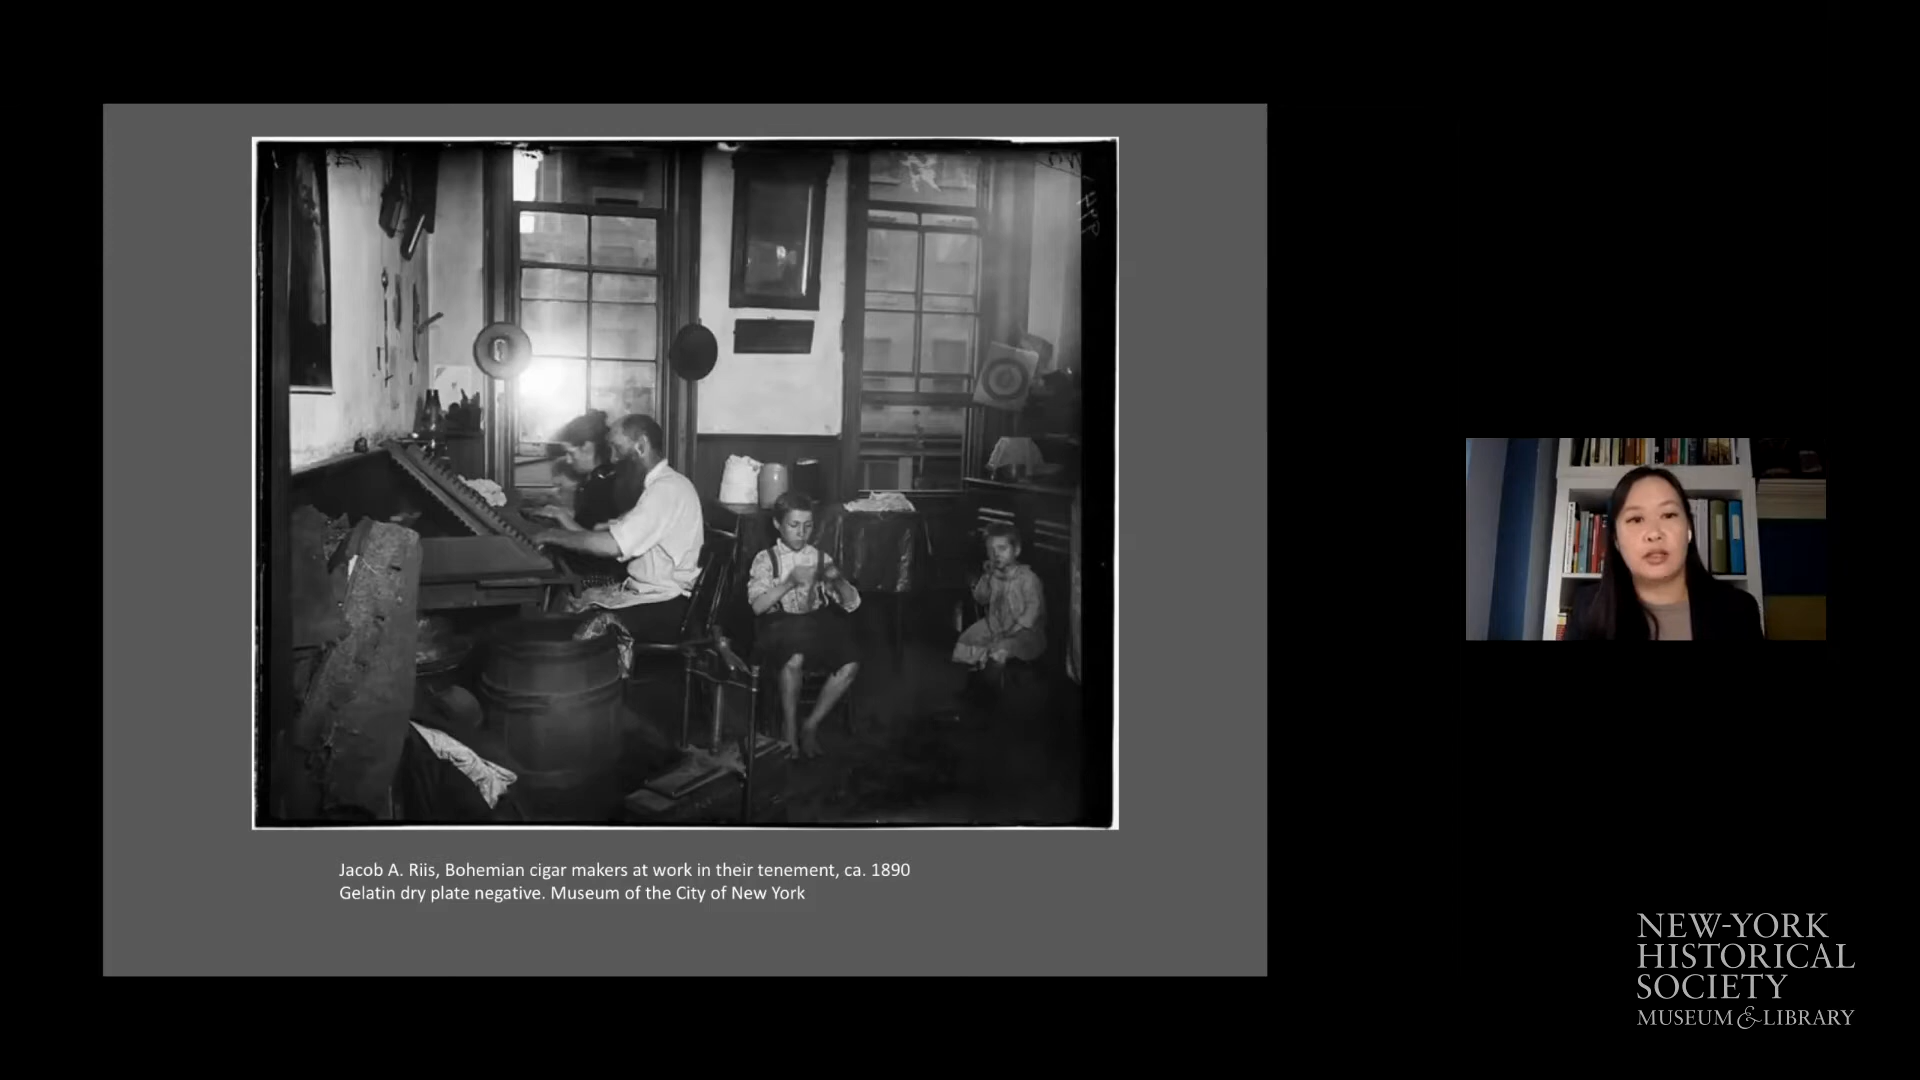 Jacob A. Riis, Bohemian cigar makers at work in their tenement, ca. 1890
Gelatin dry plate negative. Museum of the City of New York
NEW-YORK
HISTORICAL
SOCIETY
MUSEUM & LIBRARY